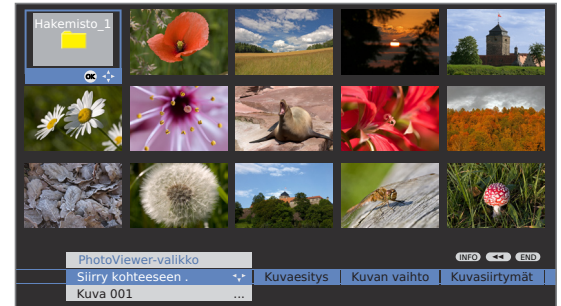 Hakemisto_1
OK
INFO END
PhotoViewer-valikko
Siirry kohteeseen . Kuvaesitys Kuvan vaihto Kuvasiirtymät
Kuva 001 ...